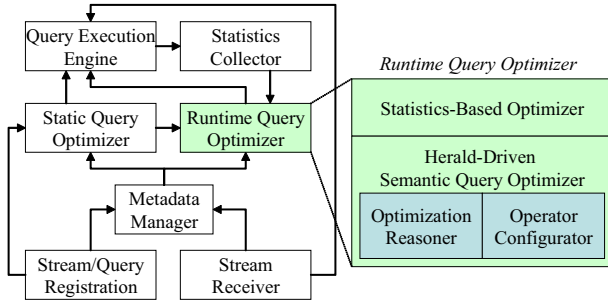 Query Execution
Engine
Statistics
Collector
Static Query
Optimizer
Runtime Query
Optimizer
Metadata
Manager
Stream/Query
Registration
Stream
Receiver
Runtime Query Optimizer
Statistics-Based Optimizer
Herald-Driven
Semantic Query Optimizer
Optimization
Reasoner
Operator
Configurator